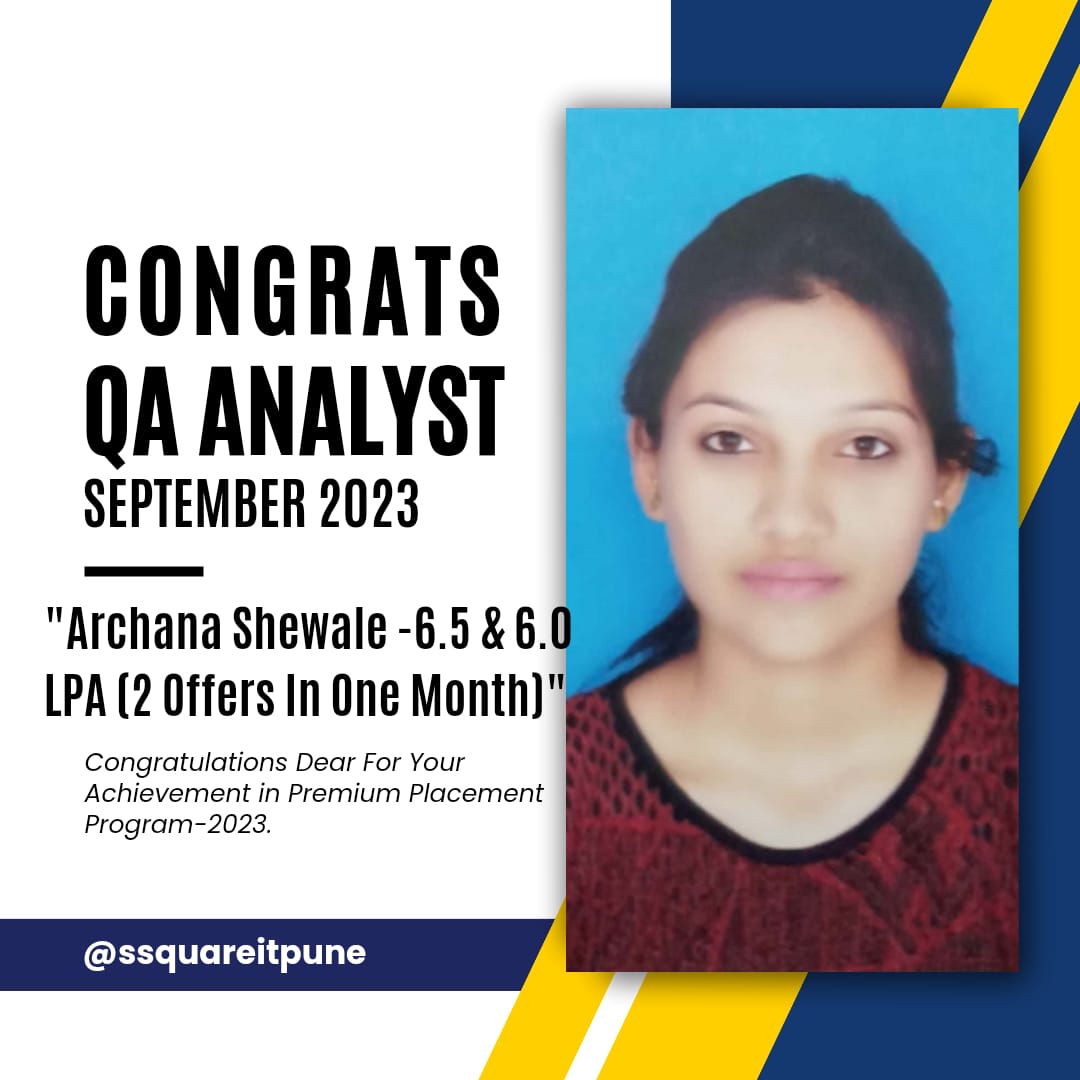 CONGRATS
QA ANALYST
SEPTEMBER 2023
"Archana Shewale -6.5 & 6.0
LPA (2 Offers In One Month)"
Congratulations Dear For Your
Achievement in Premium Placement
Program-2023.
@ssquareitpune